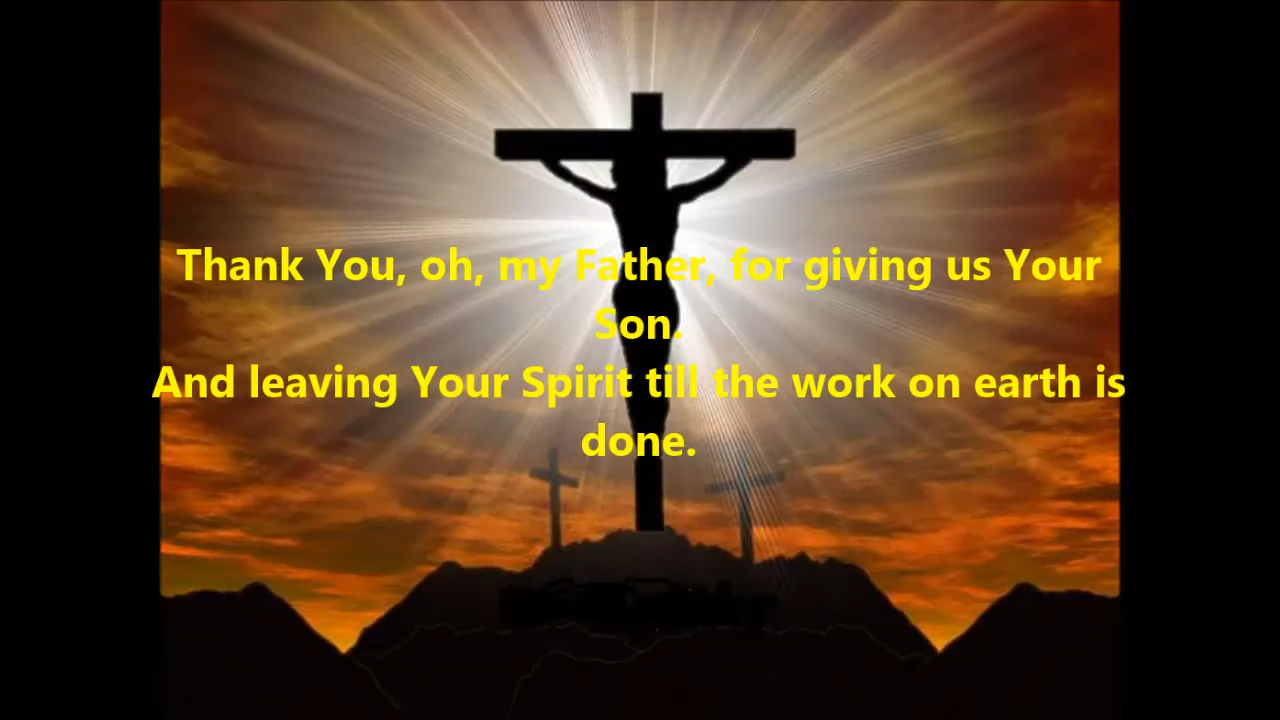 Thank You, oh, my Father, for giving us Your
Son.
And leaving Your Spirit till the work on earth is
done.